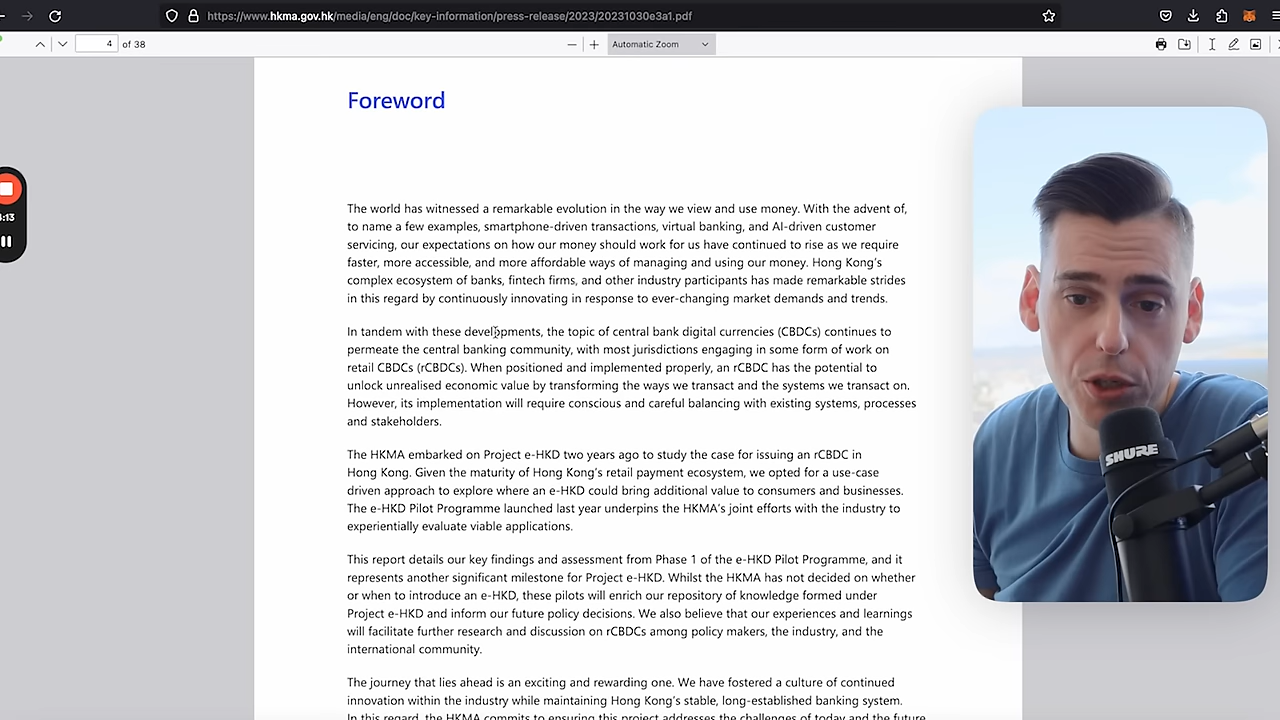 https://www.hkma.gov.hk/media/eng/doc/key-information/press-release/2023/20231030e3a1.pdf
4 of 38
Automatic Zoom
Foreword
The world has witnessed a remarkable evolution in the way we view and use money. With the advent of,
to name a few examples, smartphone-driven transactions, virtual banking, and AI-driven customer
servicing, our expectations on how our money should work for us have continued to rise as we require
faster, more accessible, and more affordable ways of managing and using our money. Hong Kong's
complex ecosystem of banks, fintech firms, and other industry participants has made remarkable strides
in this regard by continuously innovating in response to ever-changing market demands and trends.
In tandem with these developments, the topic of central bank digital currencies (CBDCs) continues to
permeate the central banking community, with most jurisdictions engaging in some form of work on
retail CBDCs (rCBDCs). When positioned and implemented properly, an rCBDC has the potential to
unlock unrealised economic value by transforming the ways we transact and the systems we transact on.
However, its implementation will require conscious and careful balancing with existing systems, processes
and stakeholders.
The HKMA embarked on Project e-HKD two years ago to study the case for issuing an rCBDC in
Hong Kong. Given the maturity of Hong Kong's retail payment ecosystem, we opted for a use-case
driven approach to explore where an e-HKD could bring additional value to consumers and businesses.
The e-HKD Pilot Programme launched last year underpins the HKMA's joint efforts with the industry to
experientially evaluate viable applications.
This report details our key findings and assessment from Phase 1 of the e-HKD Pilot Programme, and it
represents another significant milestone for Project e-HKD. Whilst the HKMA has not decided on whether
or when to introduce an e-HKD, these pilots will enrich our repository of knowledge formed under
Project e-HKD and inform our future policy decisions. We also believe that our experiences and learnings
will facilitate further research and discussion on rCBDCs among policy makers, the industry, and the
international community.
The journey that lies ahead is an exciting and rewarding one. We have fostered a culture of continued
innovation within the industry while maintaining Hong Kong's stable, long-established banking system.
In this regard, the HKMA commits to ensuring this project addresses the challenges of today and the future
SHURE